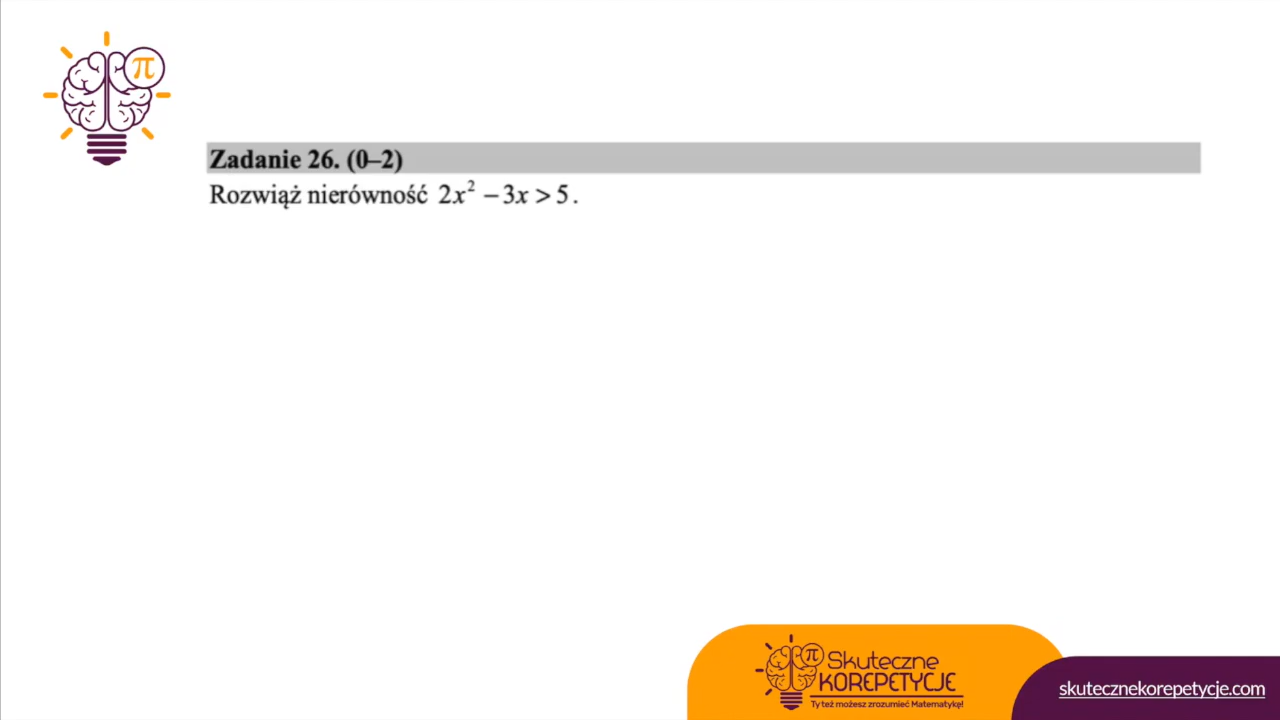 π
Zadanie 26. (0–2)
Rozwiąż nierówność 2x² – 3x > 5.
π
Skuteczne
KOREPETYCJE
Ty też możesz zrozumieć Matematykę!
skutecznekorepetycje.com